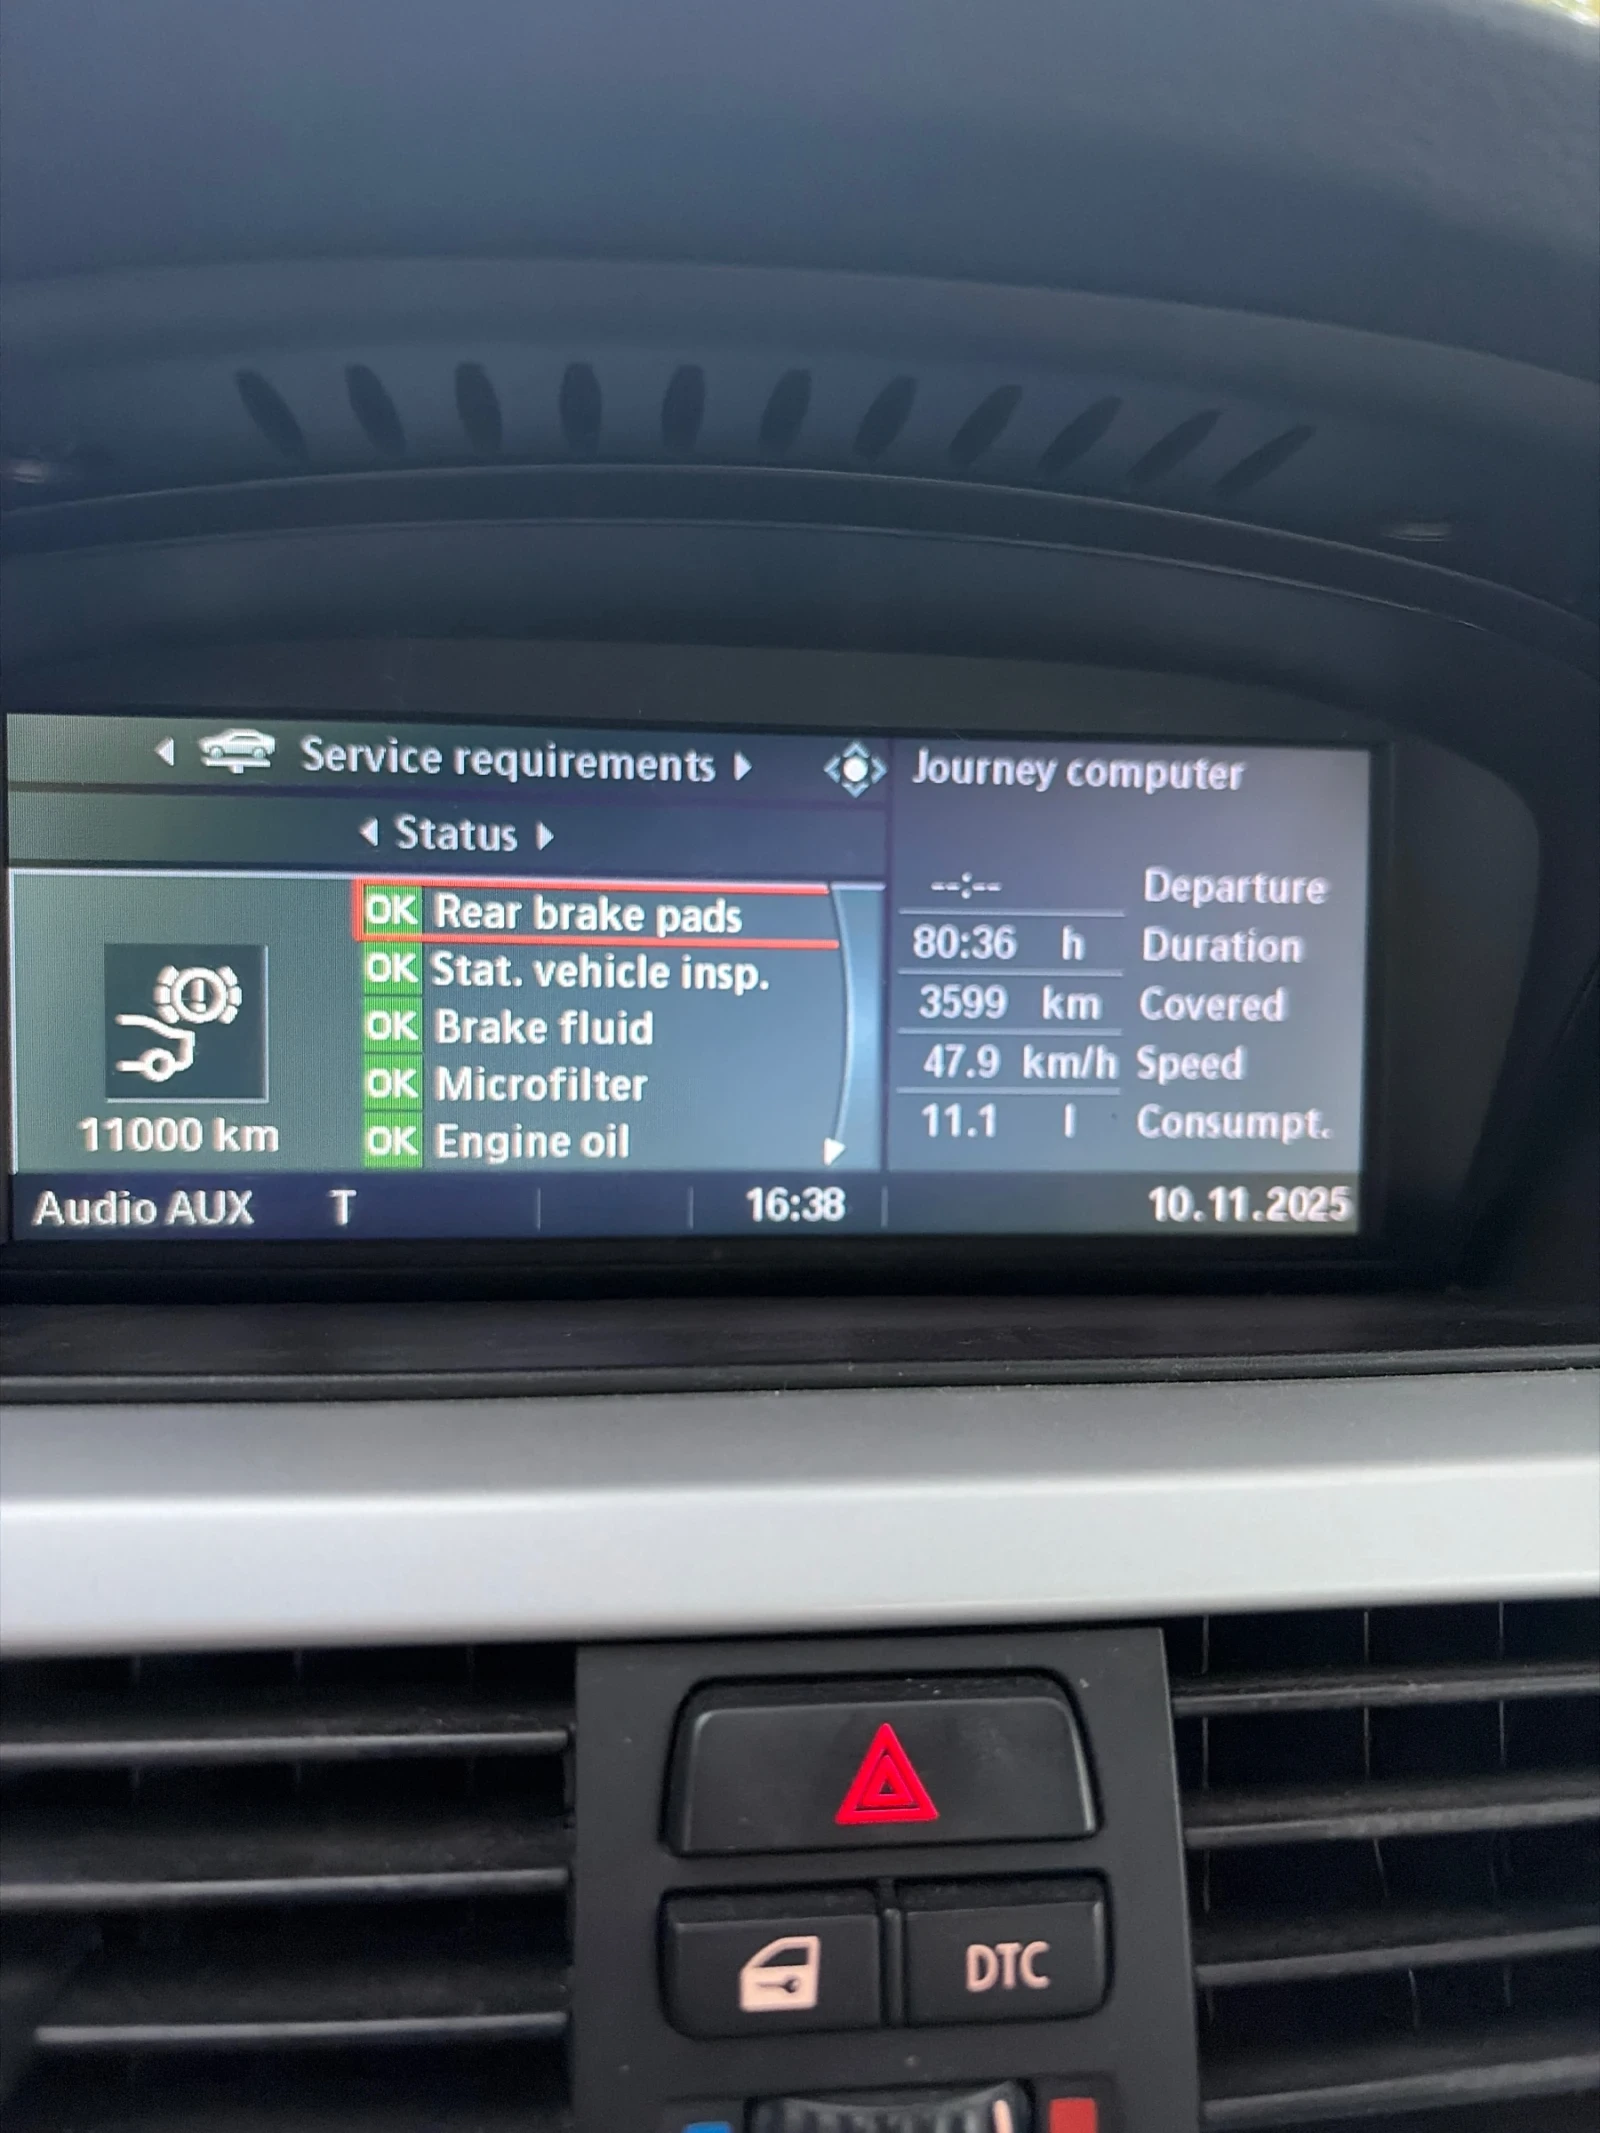 Service requirements
Status
OK Rear brake pads
OK Stat. vehicle insp.
OK Brake fluid
OK Microfilter
OK Engine oil
11000 km
Journey computer
--:-- Departure
80:36 h Duration
3599 km Covered
47.9 km/h Speed
11.1 l Consumpt.
Audio AUX T 16:38 10.11.2025
DTC